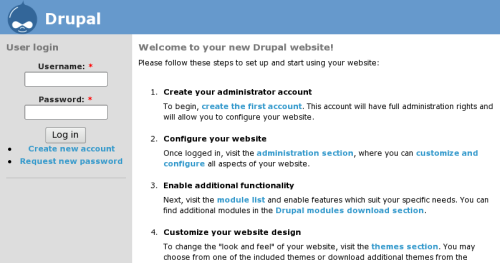 Drupal
User login
Username: *
Password: *
Log in
Create new account
Request new password
Welcome to your new Drupal website!
Please follow these steps to set up and start using your website:
1. Create your administrator account
To begin, create the first account. This account will have full administration rights and
will allow you to configure your website.
2. Configure your website
Once logged in, visit the administration section, where you can customize and
configure all aspects of your website.
3. Enable additional functionality
Next, visit the module list and enable features which suit your specific needs. You can
find additional modules in the Drupal modules download section.
4. Customize your website design
To change the "look and feel" of your website, visit the themes section. You may
choose from one of the included themes or download additional themes from the